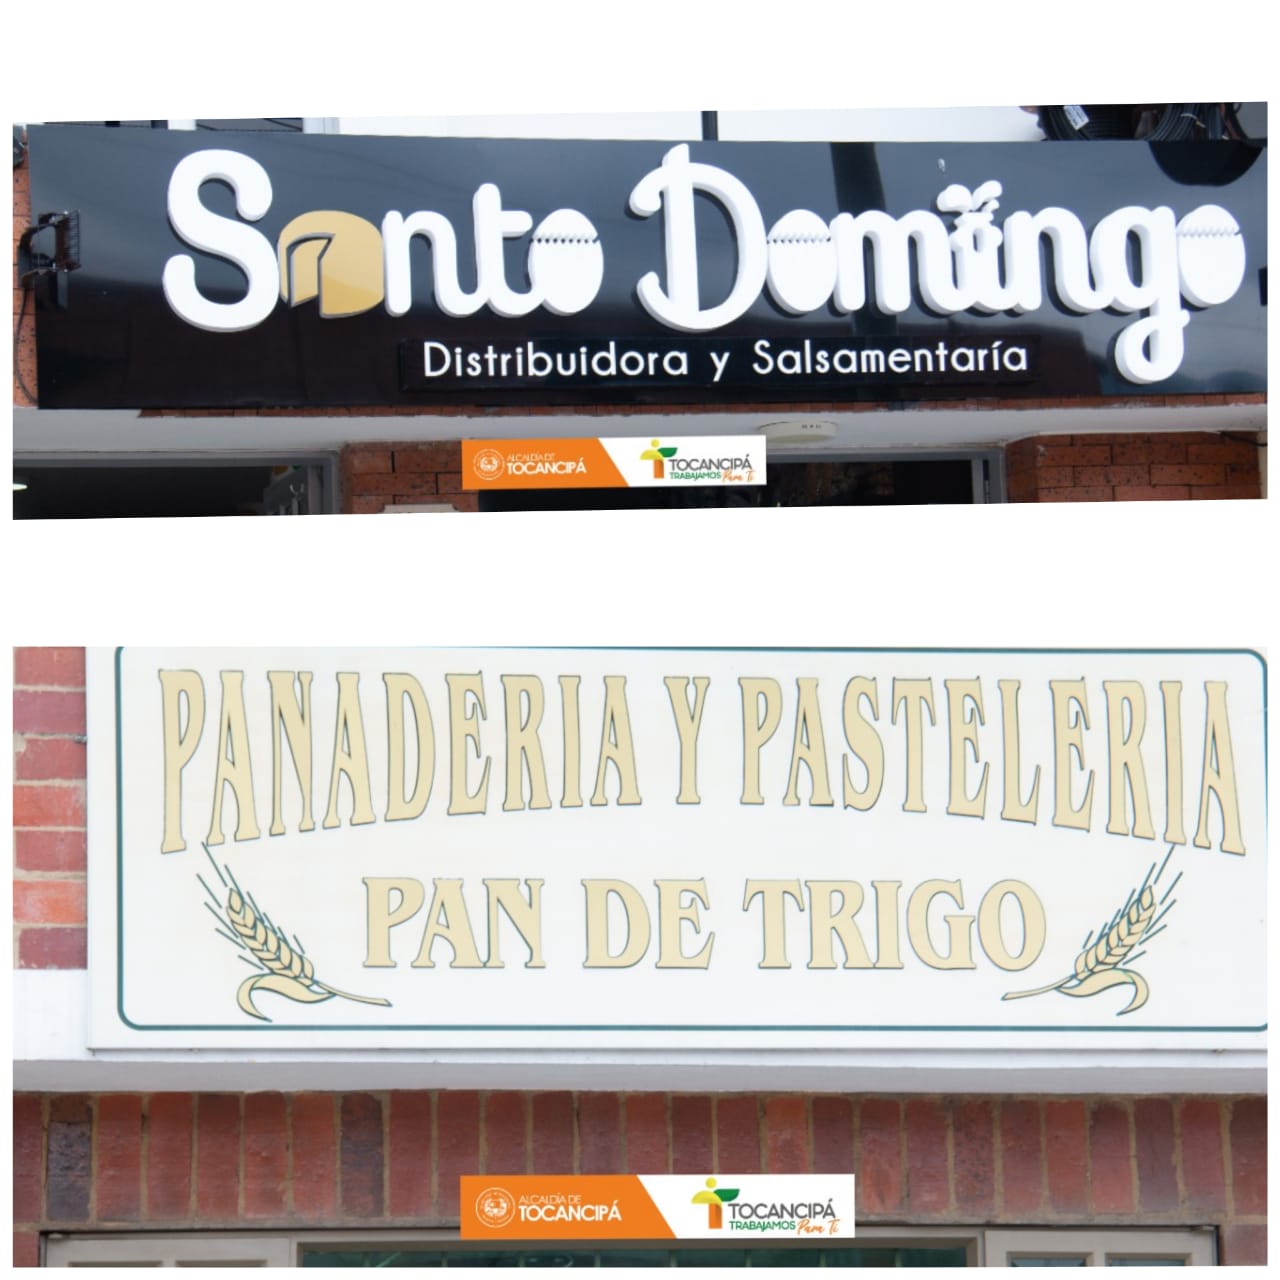 Santo Domingo
Distribuidora y Salsamentaría
ALCALDÍA DE
TOCANCIPÁ
TOCANCIPÁ
TRABAJAMOS Para Ti
PANADERIA Y PASTELERIA
PAN DE TRIGO
ALCALDÍA DE
TOCANCIPÁ
TOCANCIPÁ
TRABAJAMOS Para Ti